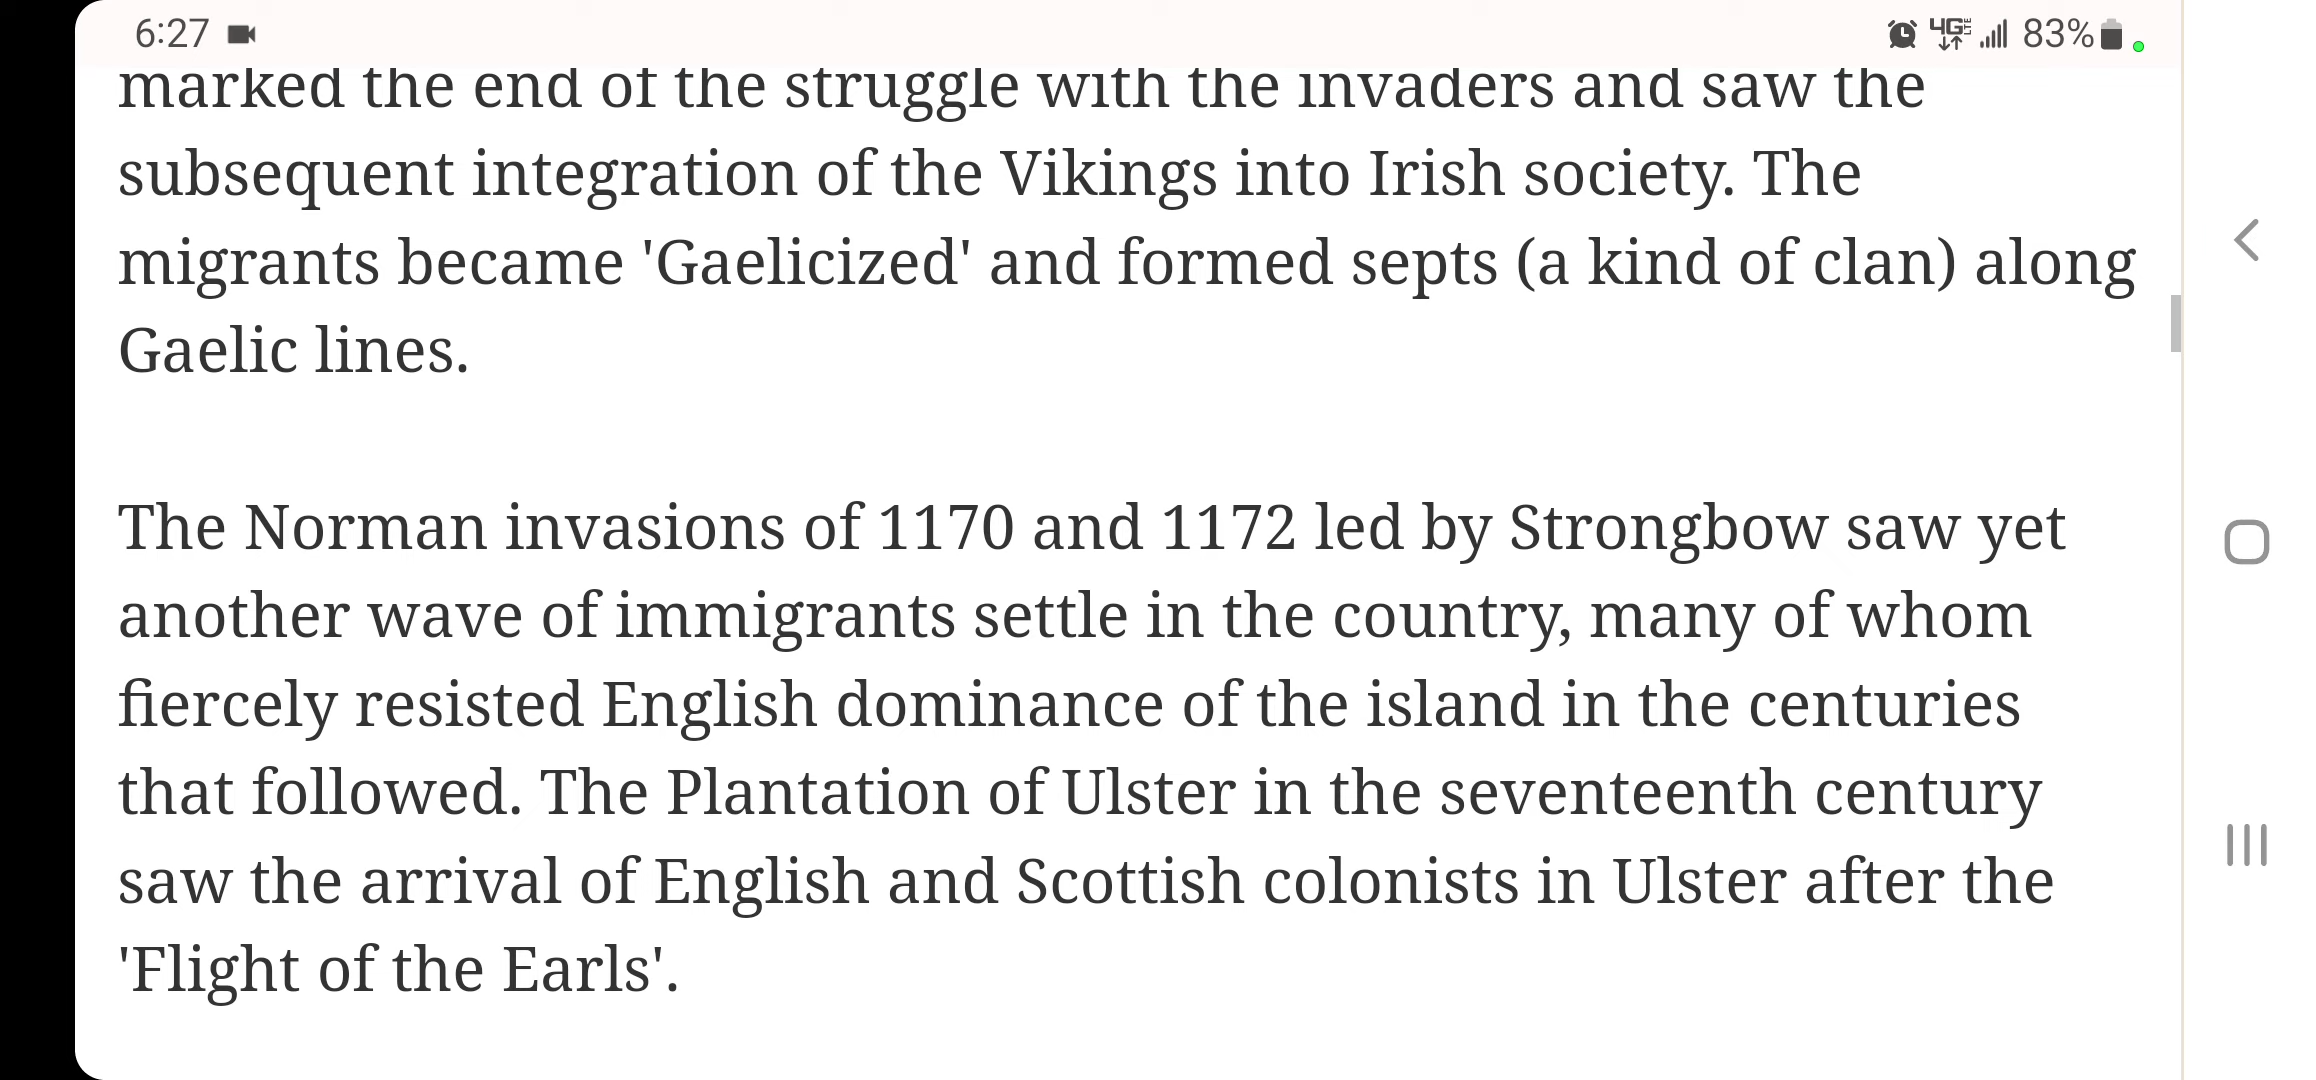 6:27
4G LTE 83%
marked the end of the struggle with the invaders and saw the
subsequent integration of the Vikings into Irish society. The
migrants became 'Gaelicized' and formed septs (a kind of clan) along
Gaelic lines.
The Norman invasions of 1170 and 1172 led by Strongbow saw yet
another wave of immigrants settle in the country, many of whom
fiercely resisted English dominance of the island in the centuries
that followed. The Plantation of Ulster in the seventeenth century
saw the arrival of English and Scottish colonists in Ulster after the
'Flight of the Earls'.